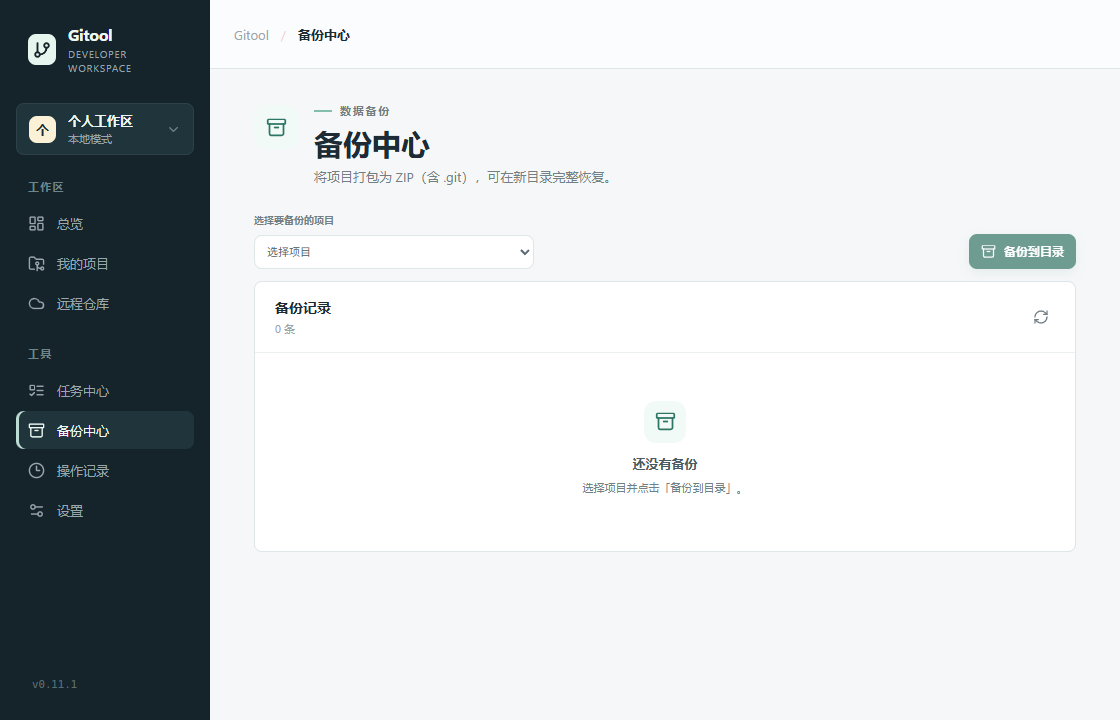 Gitool
DEVELOPER
WORKSPACE
个
个人工作区
本地模式
工作区
总览
我的项目
远程仓库
工具
任务中心
备份中心
操作记录
设置
v0.11.1
Gitool / 备份中心
数据备份
备份中心
将项目打包为 ZIP（含 .git），可在新目录完整恢复。
选择要备份的项目
选择项目
备份到目录
备份记录
0 条
还没有备份
选择项目并点击「备份到目录」。